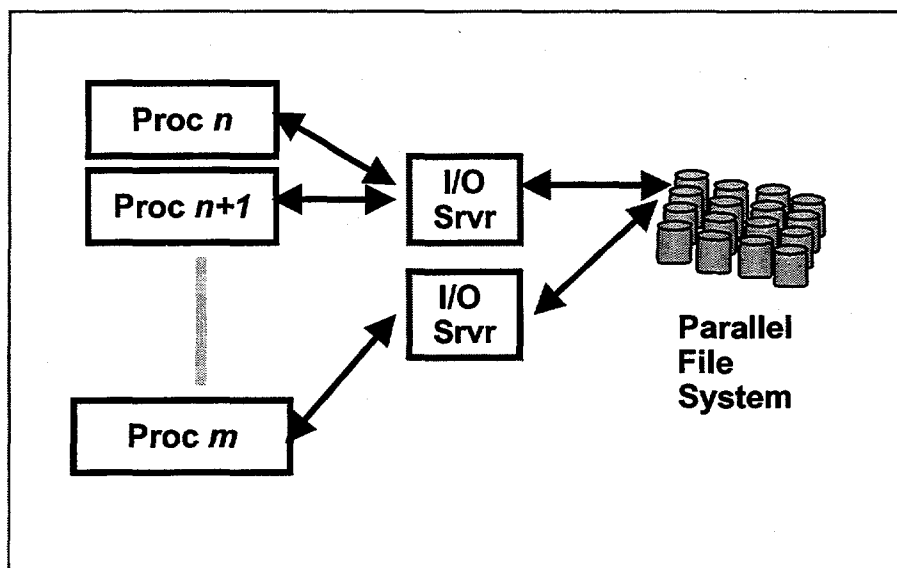 Proc n
Proc n+1
Proc m
I/O
Srvr
I/O
Srvr
Parallel
File
System